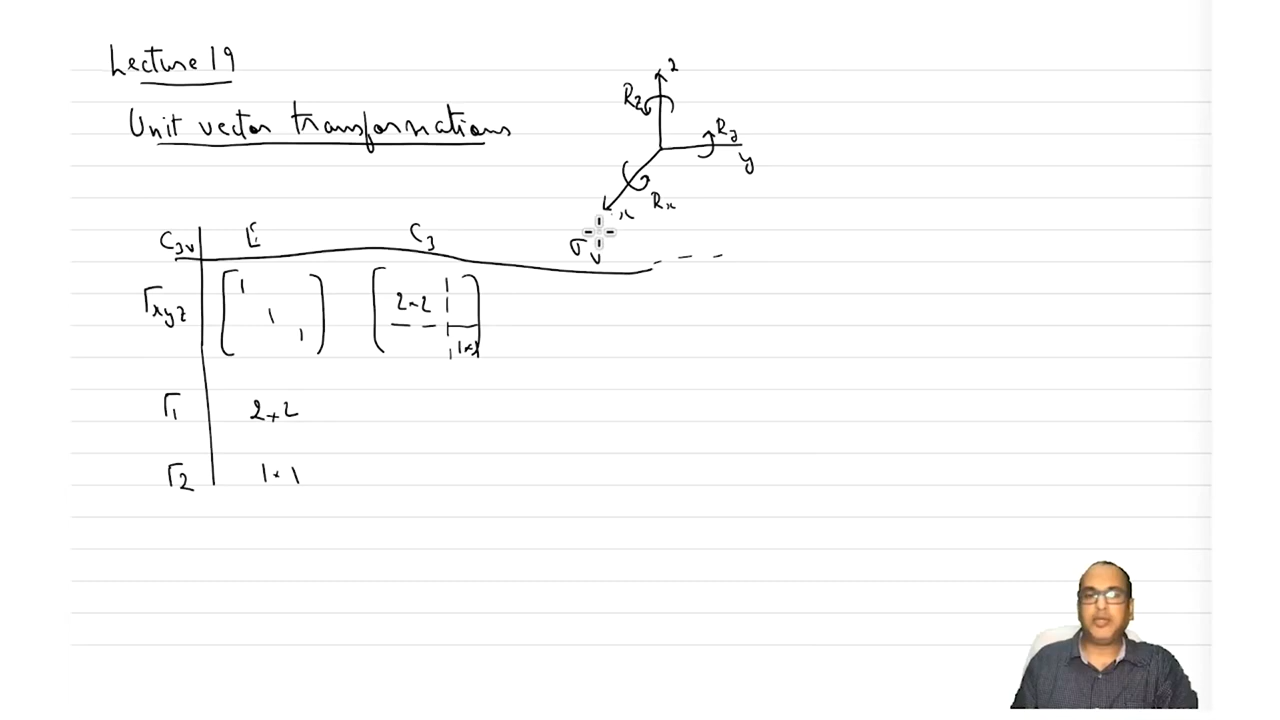 Lecture 19
Unit vector transformations
z
Rz
Ry
y
x
Rx
C3v E C3 σv
Γxyz 1 1 1 2×2 1×1
Γ1 2×2
Γ2 1×1